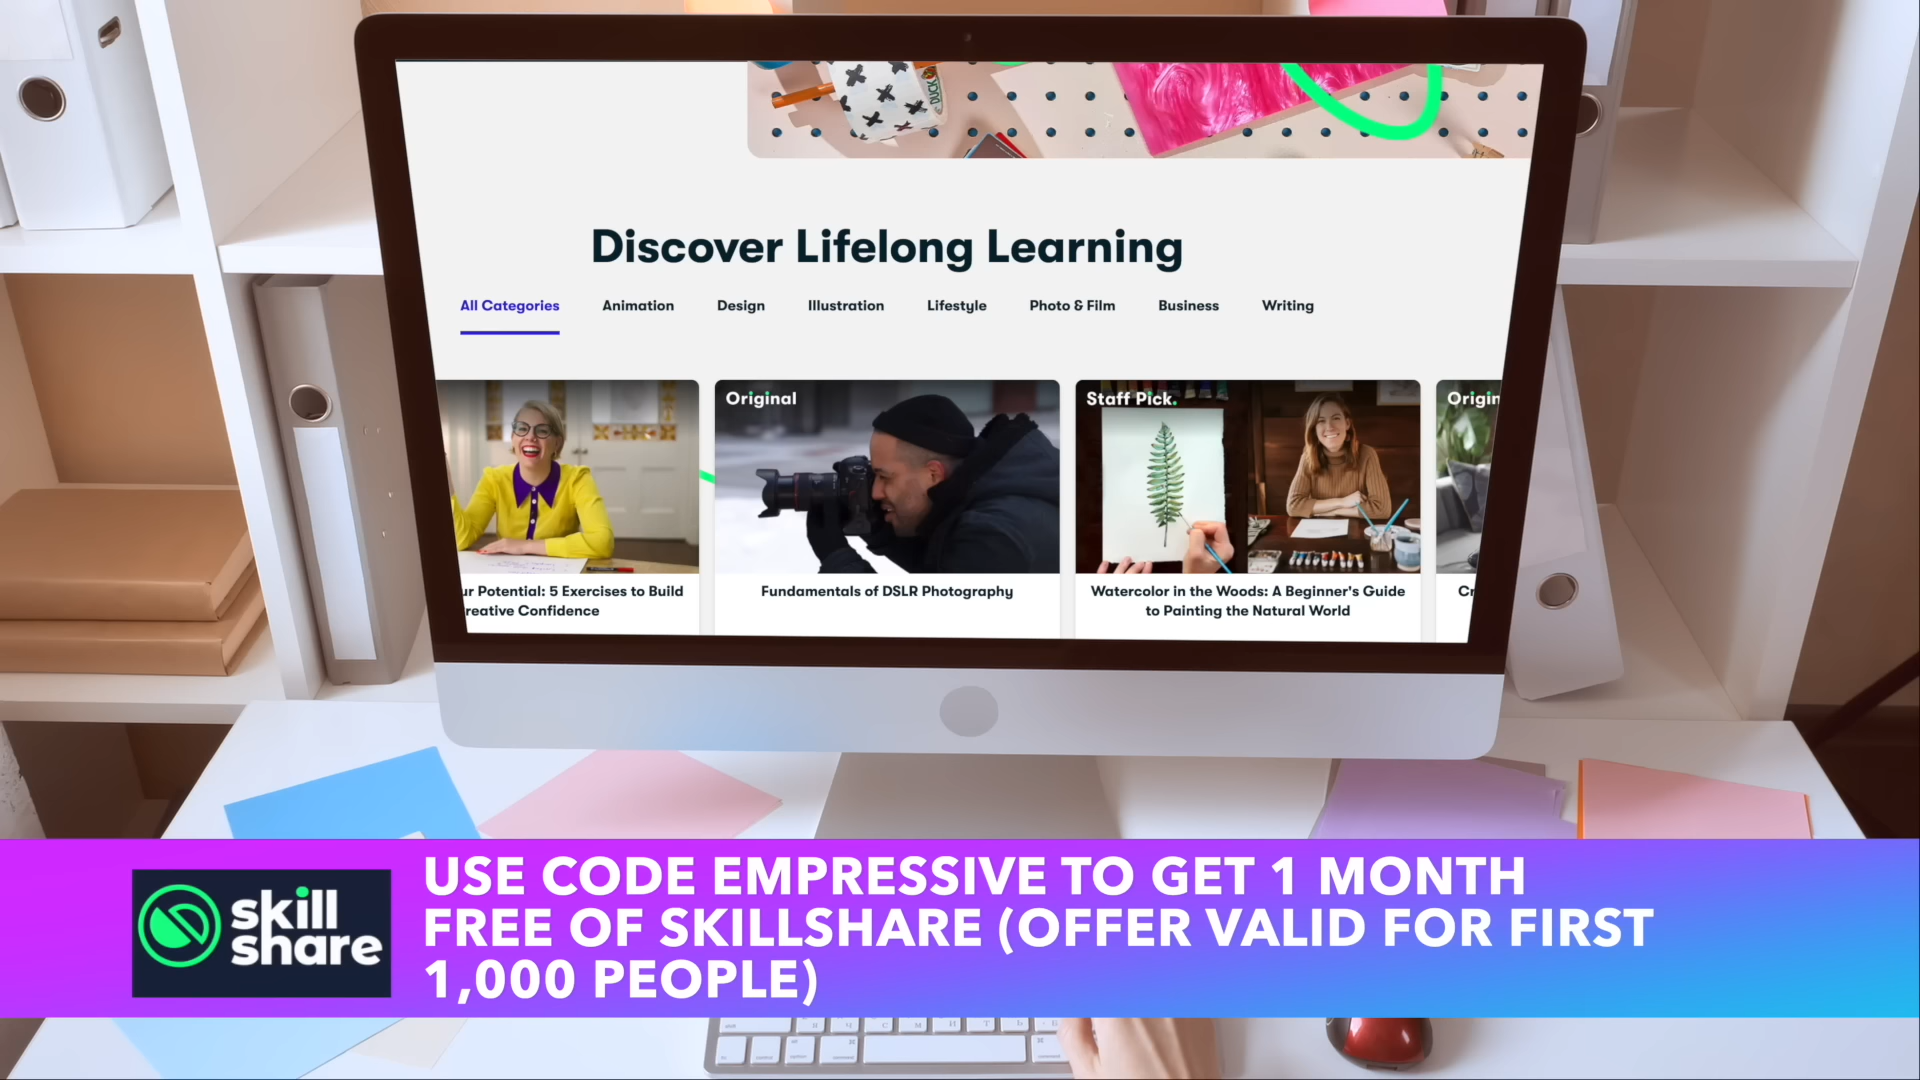 DUCK
Discover Lifelong Learning
All Categories Animation Design Illustration Lifestyle Photo & Film Business Writing
Original
Staff Pick.
Origin
ur Potential: 5 Exercises to Build
reative Confidence
Fundamentals of DSLR Photography
Watercolor in the Woods: A Beginner's Guide
to Painting the Natural World
Cr
skill
share
USE CODE EMPRESSIVE TO GET 1 MONTH
FREE OF SKILLSHARE (OFFER VALID FOR FIRST
1,000 PEOPLE)